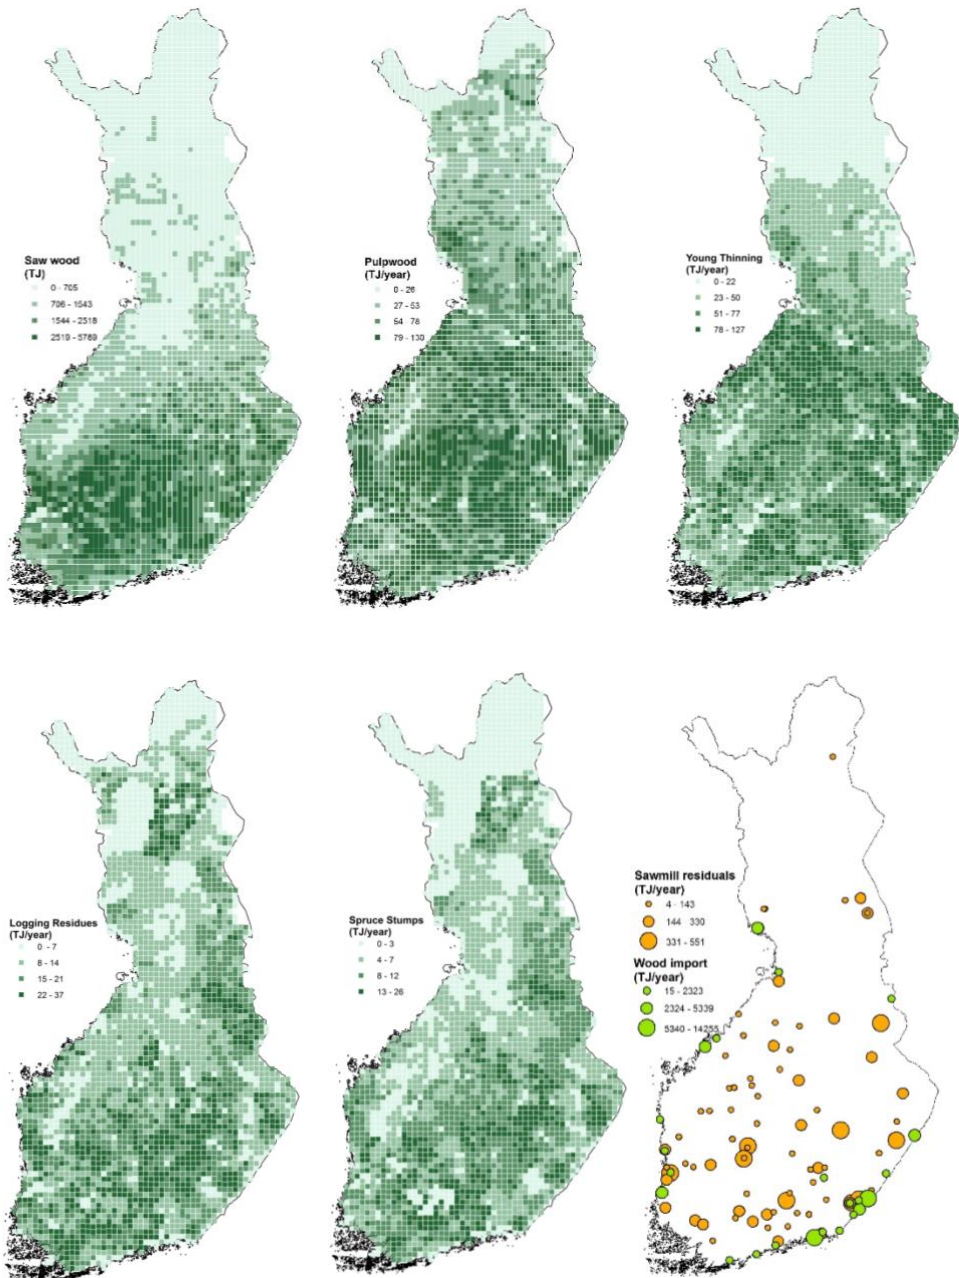 Saw wood
(TJ)
0 - 705
706 - 1543
1544 - 2518
2519 - 5769
Pulpwood
(TJ/year)
0 - 26
27 - 53
54 - 78
79 - 130
Young Thinning
(TJ/year)
0 - 22
23 - 50
51 - 77
78 - 127
Logging Residues
(TJ/year)
0 - 7
8 - 14
15 - 21
22 - 37
Spruce Stumps
(TJ/year)
0 - 3
4 - 7
8 - 12
13 - 26
Sawmill residuals
(TJ/year)
4 - 143
144 - 330
331 - 551
Wood import
(TJ/year)
15 - 2323
2324 - 5339
5340 - 14255